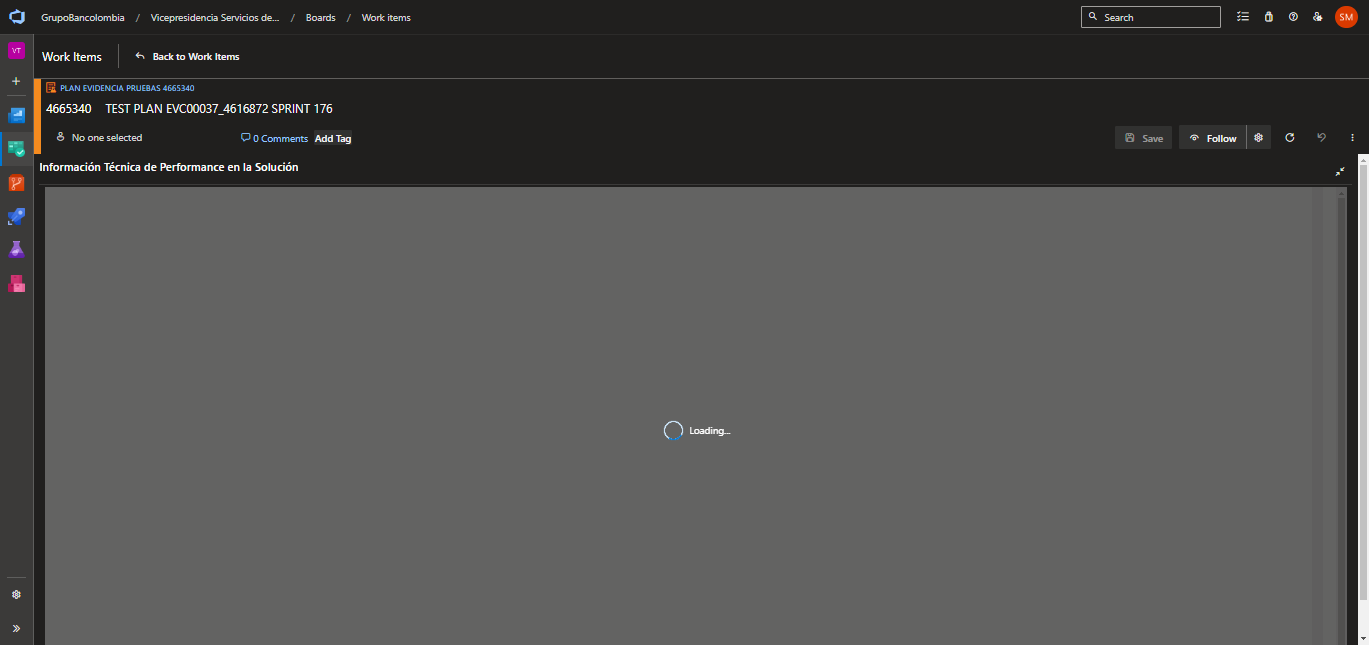 GrupoBancolombia / Vicepresidencia Servicios de... / Boards / Work items
Search
SM
VT
Work Items
Back to Work Items
PLAN EVIDENCIA PRUEBAS 4665340
4665340 TEST PLAN EVC00037_4616872 SPRINT 176
No one selected
0 Comments
Add Tag
Save
Follow
Información Técnica de Performance en la Solución
Loading...